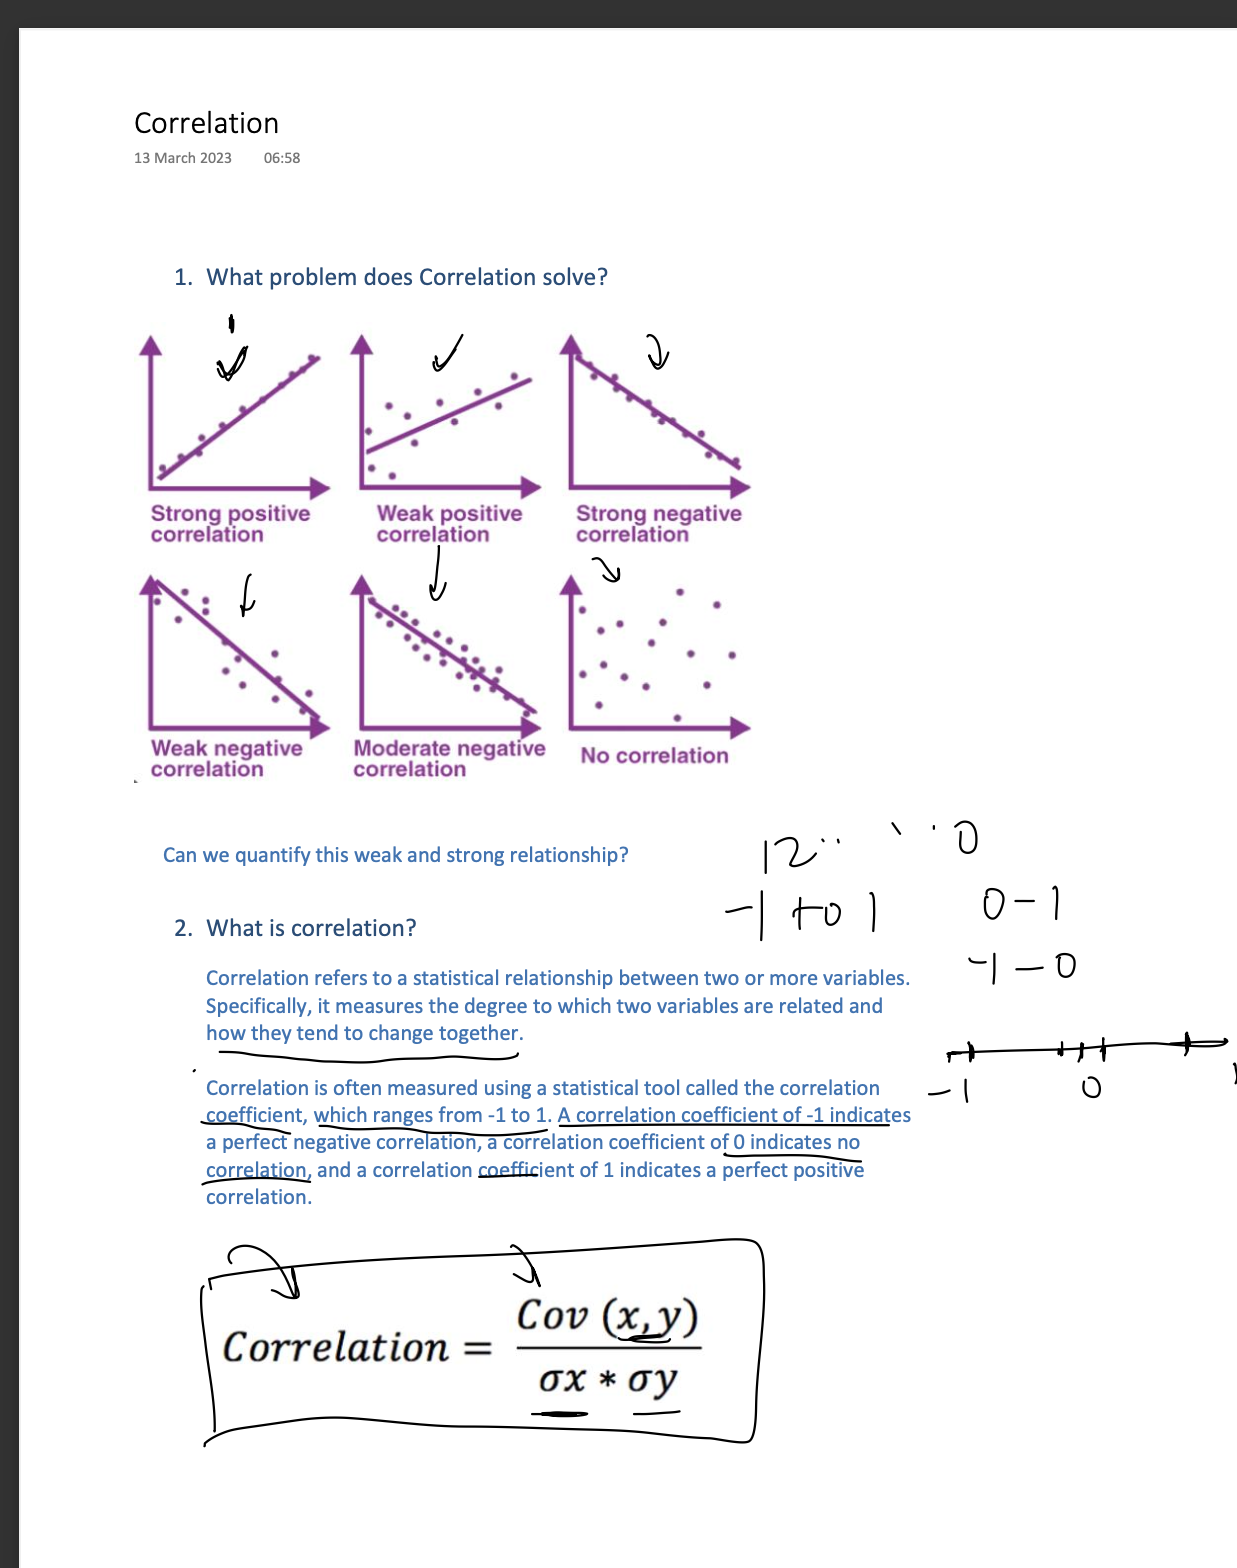 Correlation
13 March 2023 06:58
1. What problem does Correlation solve?
Strong positive
correlation
Weak positive
correlation
Strong negative
correlation
Weak negative
correlation
Moderate negative
correlation
No correlation
Can we quantify this weak and strong relationship?
12 0
-1 to 1
0-1
-1-0
2. What is correlation?
Correlation refers to a statistical relationship between two or more variables.
Specifically, it measures the degree to which two variables are related and
how they tend to change together.
-1 0
Correlation is often measured using a statistical tool called the correlation
coefficient, which ranges from -1 to 1. A correlation coefficient of -1 indicates
a perfect negative correlation, a correlation coefficient of 0 indicates no
correlation, and a correlation coefficient of 1 indicates a perfect positive
correlation.
Correlation = Cov (x,y)
σx * σy